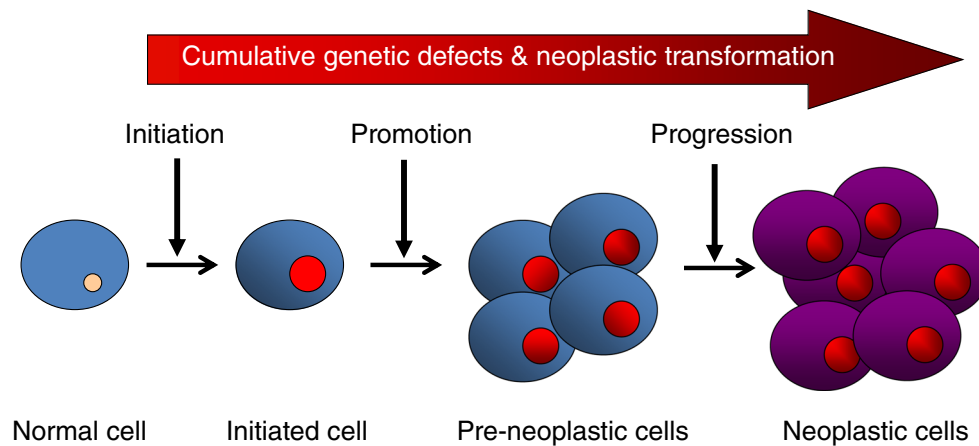 Cumulative genetic defects & neoplastic transformation
Initiation
Promotion
Progression
Normal cell
Initiated cell
Pre-neoplastic cells
Neoplastic cells